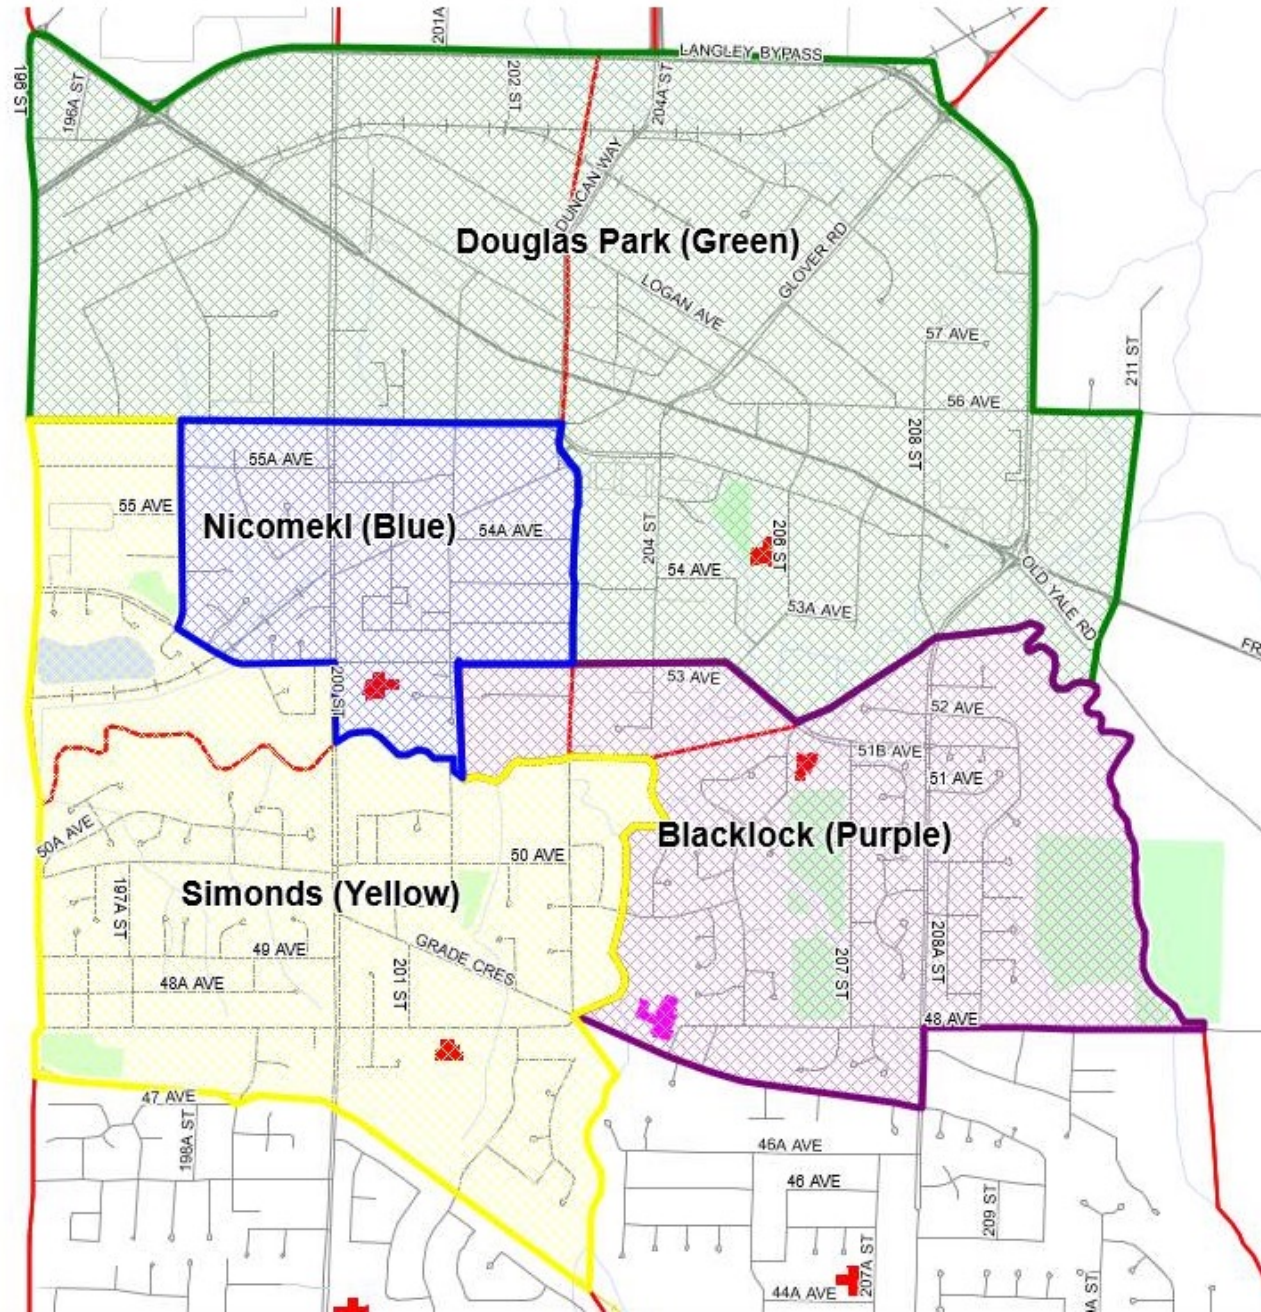 201A
LANGLEY BYPASS
196 ST
196A ST
202 ST
204A ST
DUNCAN WAY
Douglas Park (Green)
GLOVER RD
LOGAN AVE
57 AVE
211 ST
56 AVE
208 ST
55A AVE
55 AVE
Nicomekl (Blue)
54A AVE
204 ST
206 ST
54 AVE
53A AVE
OLD YALE RD
FR
200 ST
53 AVE
52 AVE
51B AVE
51 AVE
50A AVE
Blacklock (Purple)
50 AVE
Simonds (Yellow)
197A ST
49 AVE
GRADE CRES
48A AVE
201 ST
207 ST
208A ST
48 AVE
47 AVE
198A ST
46A AVE
46 AVE
209 ST
207A ST
44A AVE